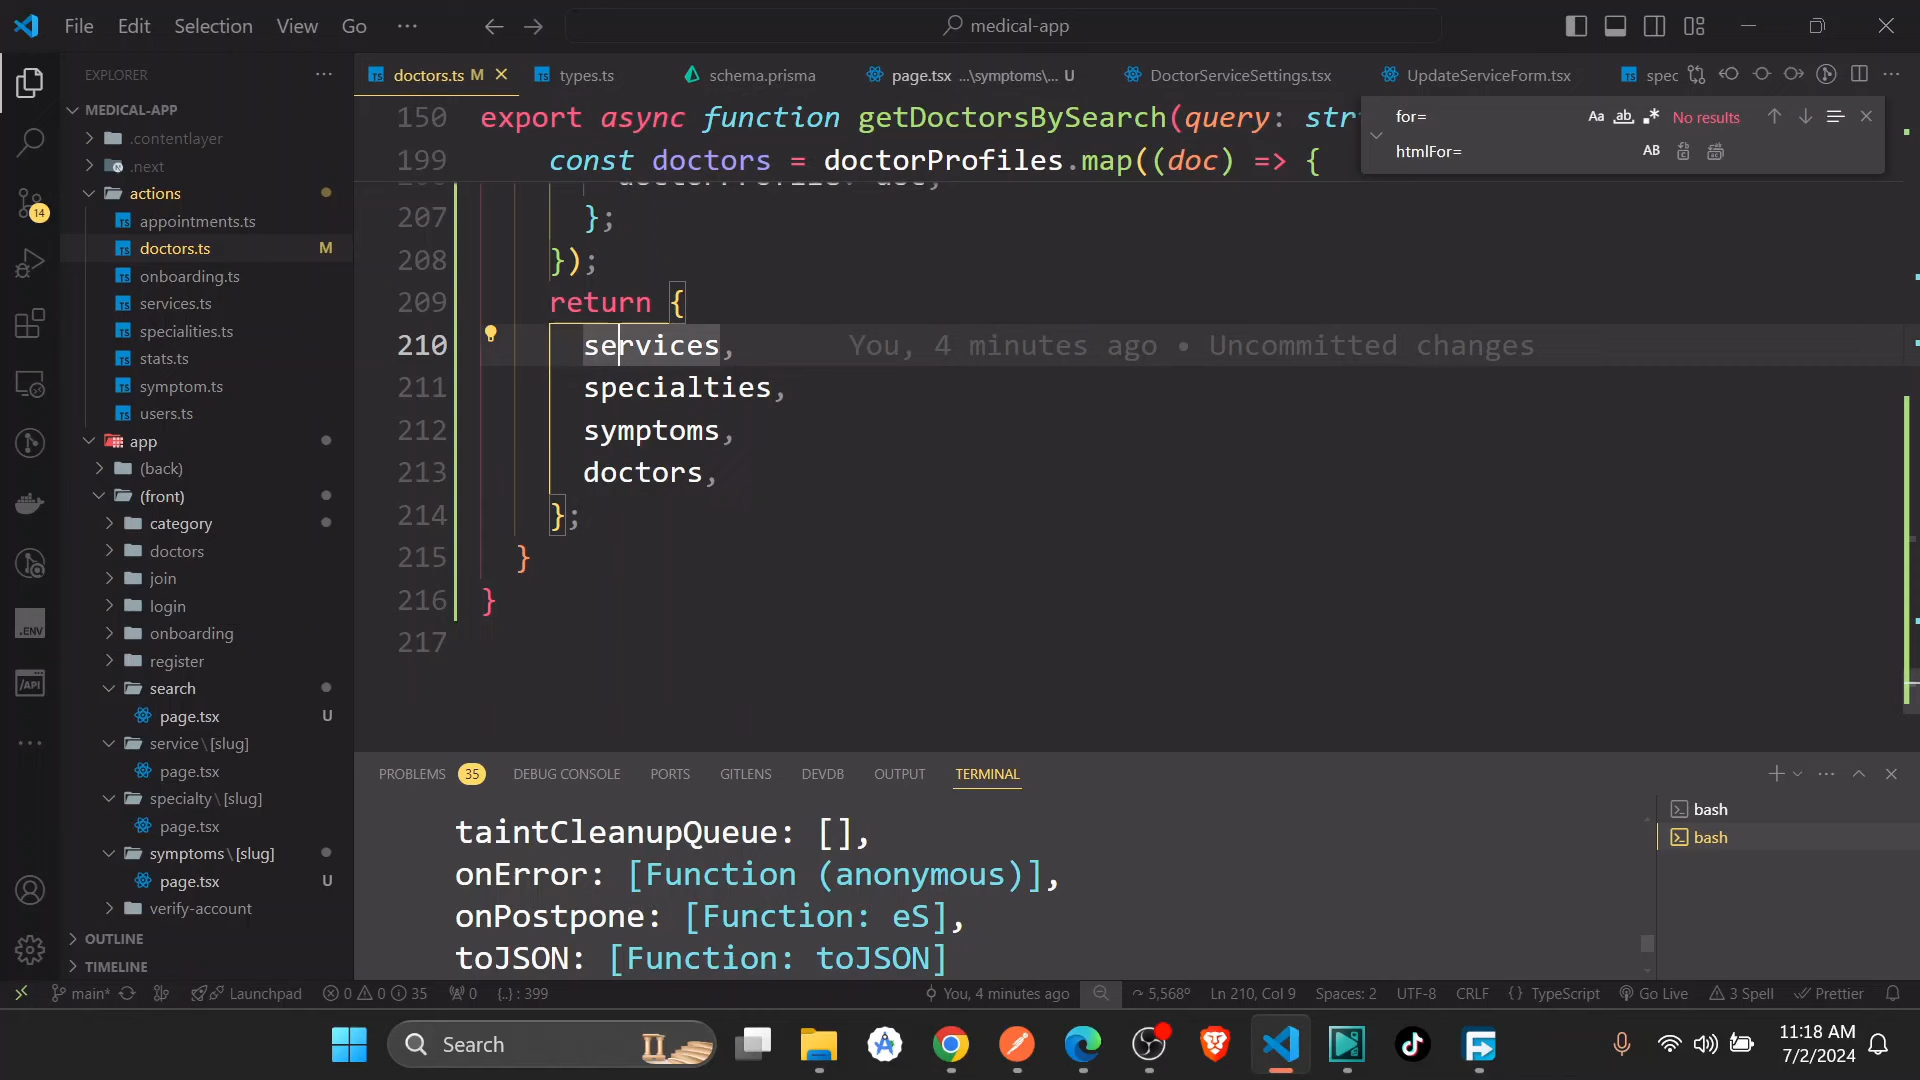 File Edit Selection View Go ··· medical-app
EXPLORER ···
doctors.ts M types.ts schema.prisma page.tsx ...\symptoms\... U DoctorServiceSettings.tsx UpdateServiceForm.tsx spec
MEDICAL-APP
.contentlayer
.next
actions
appointments.ts
doctors.ts M
onboarding.ts
services.ts
specialities.ts
stats.ts
symptom.ts
users.ts
app
(back)
(front)
category
doctors
join
login
onboarding
register
search
page.tsx U
service\[slug]
page.tsx
specialty\[slug]
page.tsx
symptoms\[slug]
page.tsx U
verify-account
OUTLINE
TIMELINE
14
.ENV
/API
for= Aa ab. .* No results
htmlFor= AB
150 export async function getDoctorsBySearch(query: str
199 const doctors = doctorProfiles.map((doc) => {
207 };
208 });
209 return {
210 services, You, 4 minutes ago • Uncommitted changes
211 specialties,
212 symptoms,
213 doctors,
214 };
215 }
216 }
217
PROBLEMS 35 DEBUG CONSOLE PORTS GITLENS DEVDB OUTPUT TERMINAL
taintCleanupQueue: [],
onError: [Function (anonymous)],
onPostpone: [Function: eS],
toJSON: [Function: toJSON]
bash
bash
main* Launchpad 0 0 35 0 {..} : 399 You, 4 minutes ago 5,568º Ln 210, Col 9 Spaces: 2 UTF-8 CRLF {} TypeScript Go Live 3 Spell Prettier
Search
11:18 AM
7/2/2024